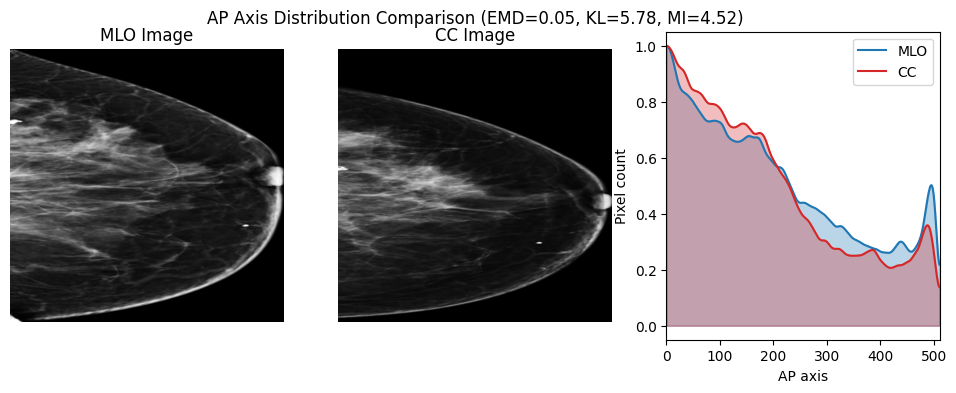 AP Axis Distribution Comparison (EMD=0.05, KL=5.78, MI=4.52)
MLO Image
CC Image
MLO
CC
Pixel count
1.0
0.8
0.6
0.4
0.2
0.0
0 100 200 300 400 500
AP axis